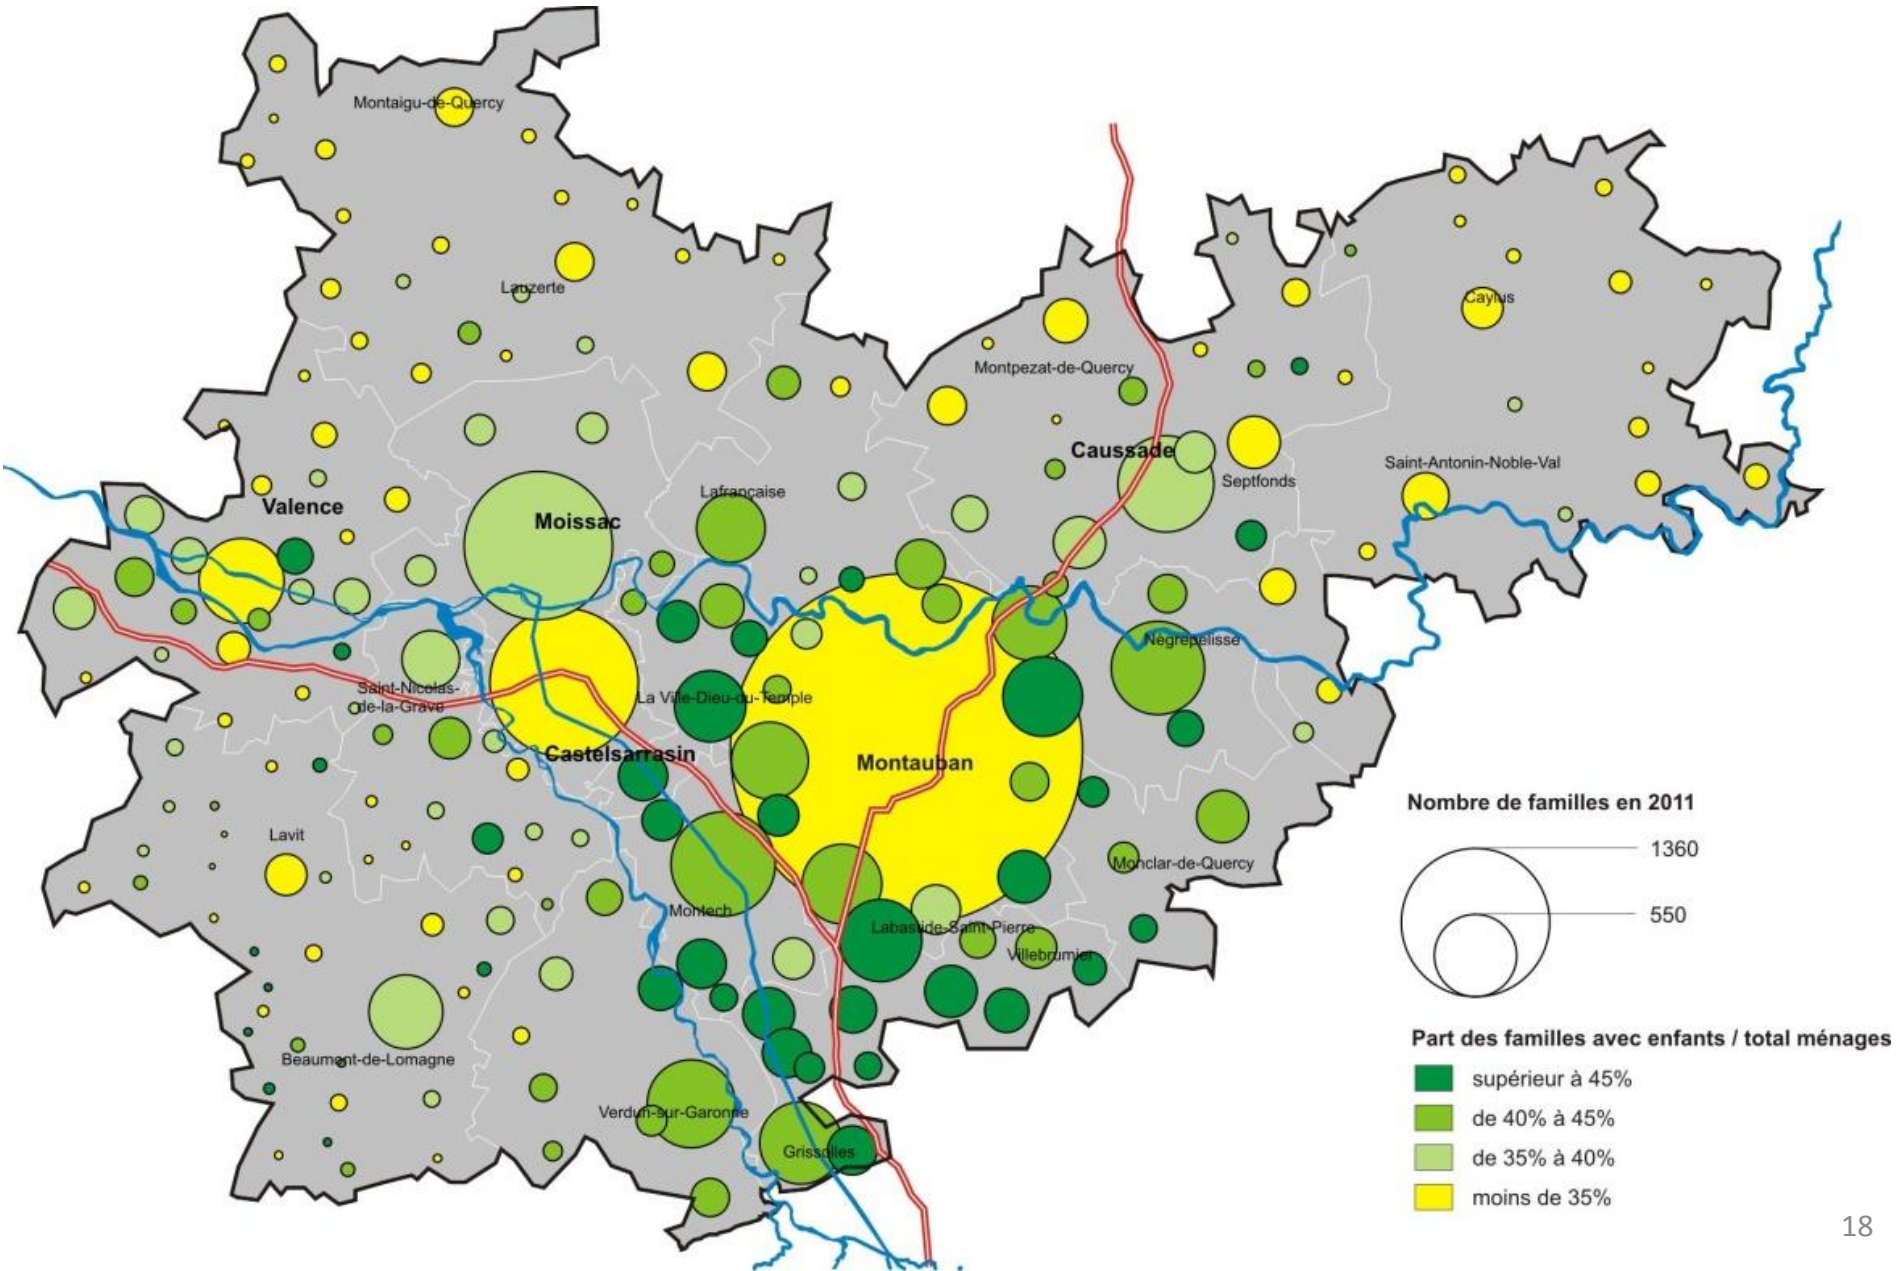 Montaigu-de-Quercy
Lauzerte
Caylus
Montpezat-de-Quercy
Caussade
Septfonds
Saint-Antonin-Noble-Val
Valence
Lafrançaise
Moissac
Nègrepelisse
Saint-Nicolas-
de-la-Grave
La Ville-Dieu-du-Temple
Castelsarrasin
Montauban
Lavit
Monclar-de-Quercy
Montech
Labastide-Saint-Pierre
Villebrumier
Beaumont-de-Lomagne
Verdun-sur-Garonne
Grissolles
Nombre de familles en 2011
1360
550
Part des familles avec enfants / total ménages
supérieur à 45%
de 40% à 45%
de 35% à 40%
moins de 35%
18